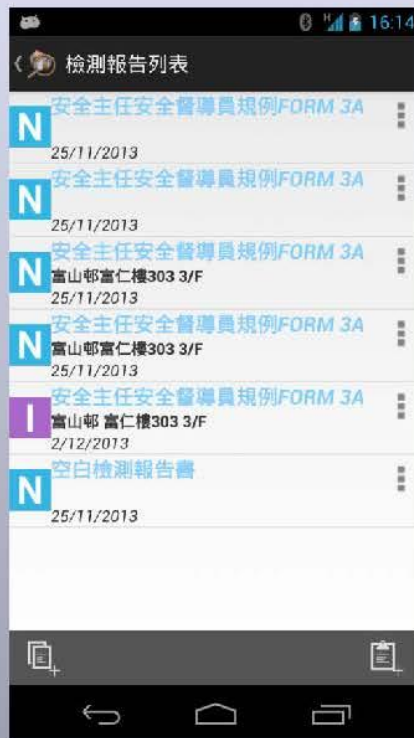 16:14
檢測報告列表
N
安全主任安全督導員規例FORM 3A
25/11/2013
N
安全主任安全督導員規例FORM 3A
25/11/2013
N
安全主任安全督導員規例FORM 3A
富山邨富仁樓303 3/F
25/11/2013
N
安全主任安全督導員規例FORM 3A
富山邨富仁樓303 3/F
25/11/2013
I
安全主任安全督導員規例FORM 3A
富山邨 富仁樓303 3/F
2/12/2013
N
空白檢測報告書
25/11/2013